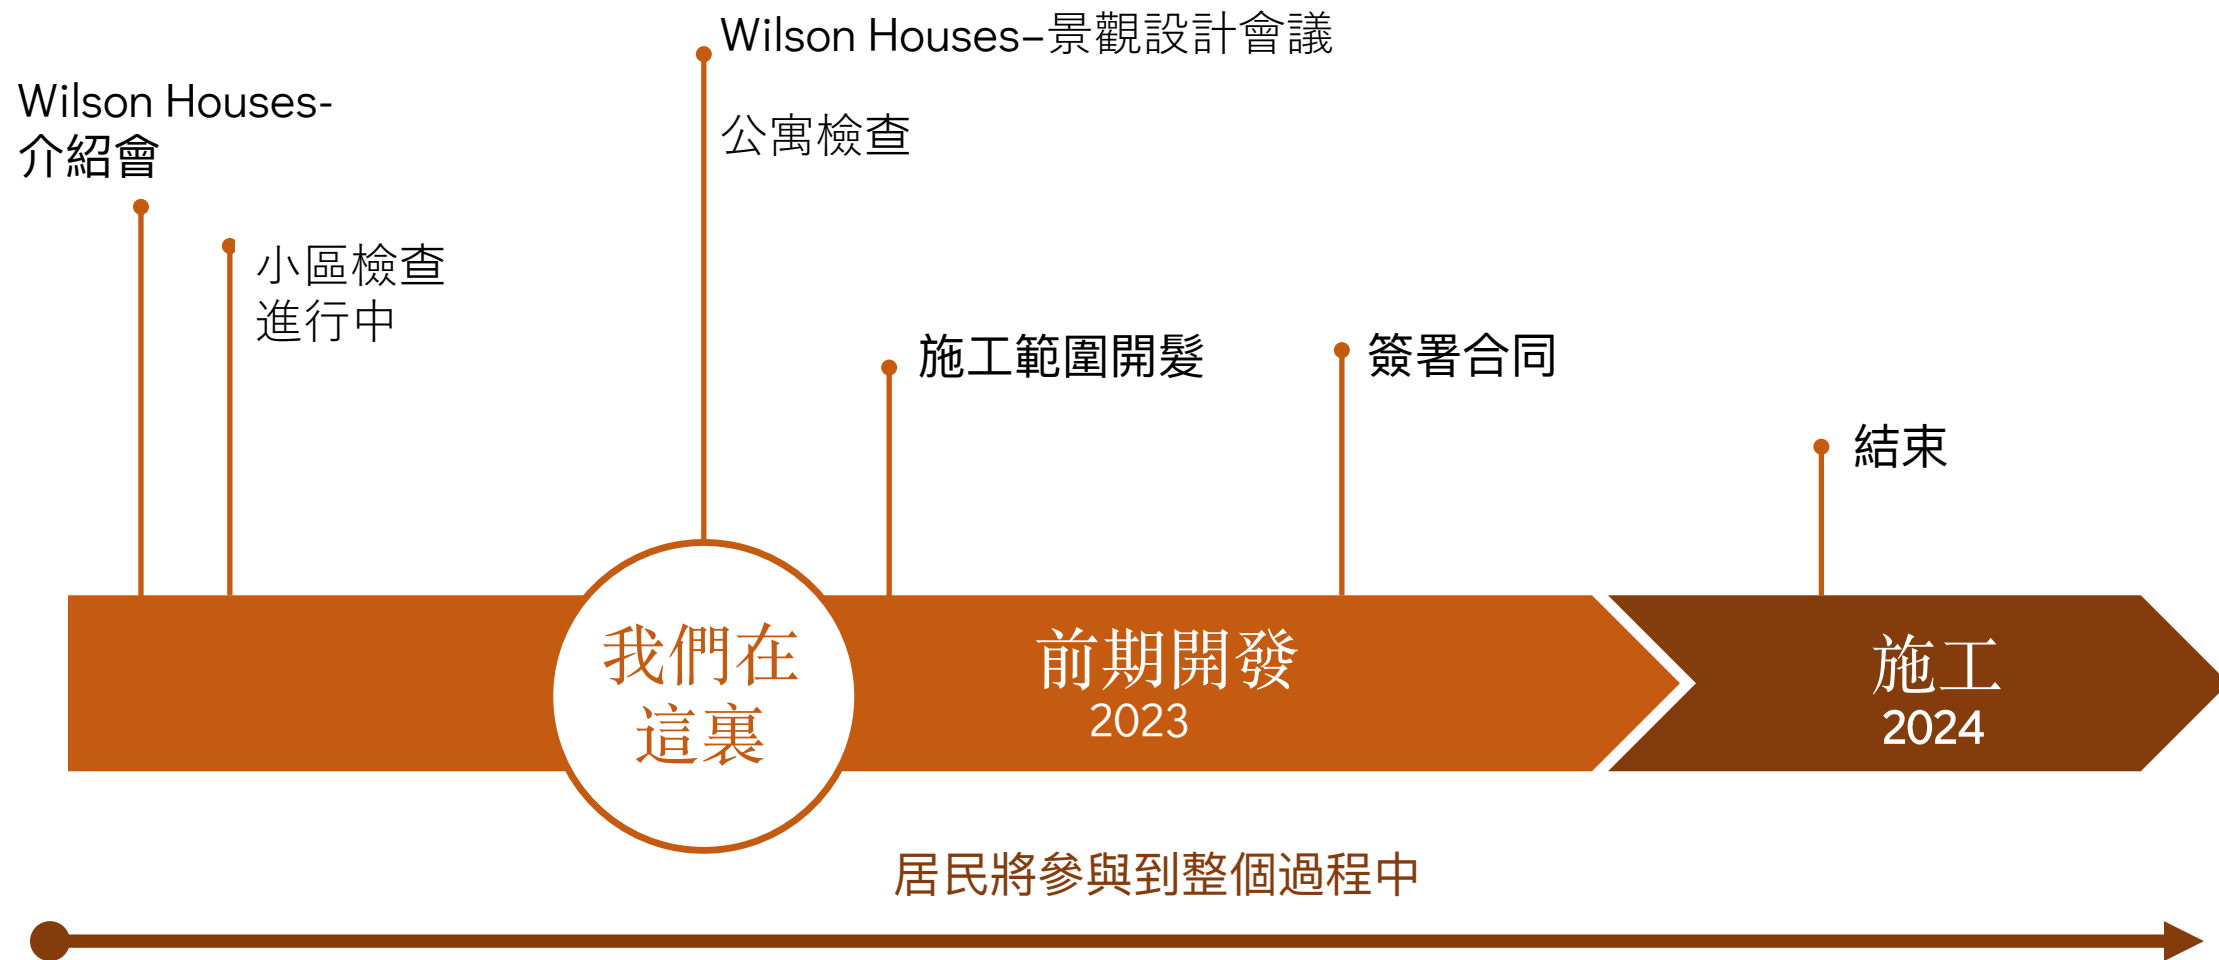 Wilson Houses–景觀設計會議
公寓檢查
Wilson Houses-
介紹會
小區檢查
進行中
施工範圍開髮
簽署合同
結束
我們在
這裏
前期開發
2023
施工
2024
居民將參與到整個過程中